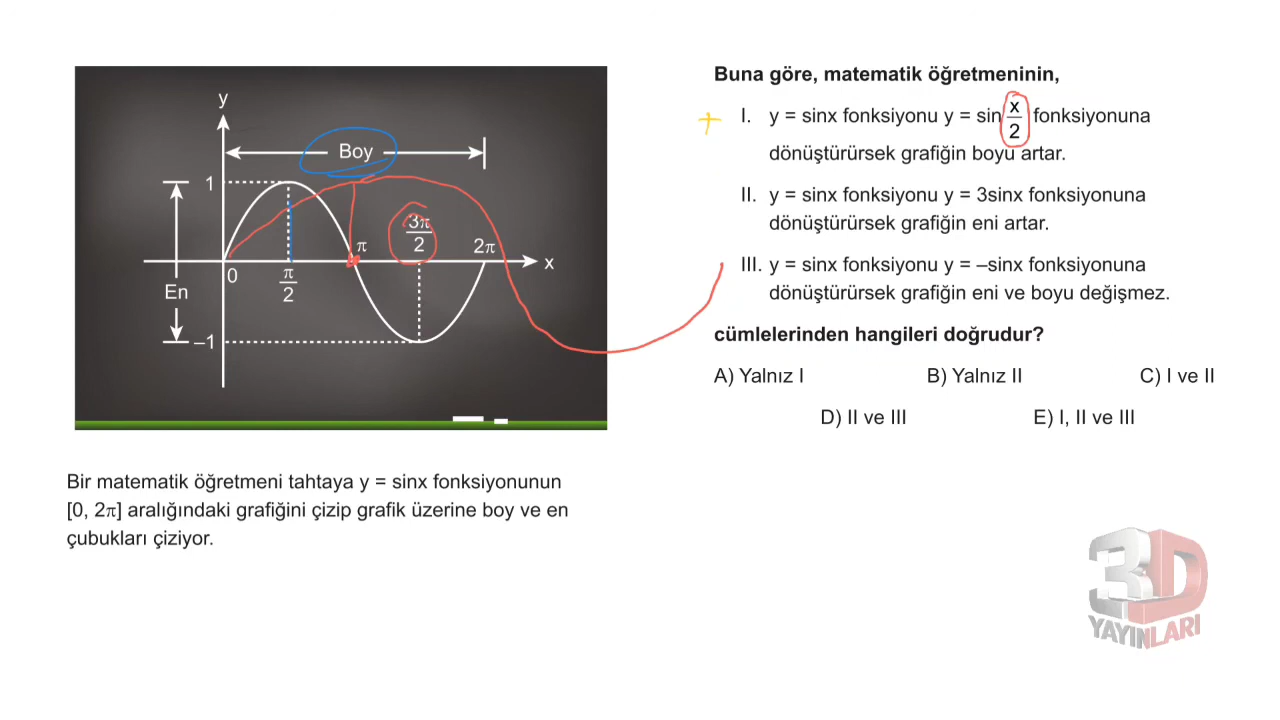 y
Boy
1
3π
2
π
2π
x
0
π
2
En
–1
Bir matematik öğretmeni tahtaya y = sinx fonksiyonunun
[0, 2π] aralığındaki grafiğini çizip grafik üzerine boy ve en
çubukları çiziyor.
Buna göre, matematik öğretmeninin,
I. y = sinx fonksiyonu y = sin x/2 fonksiyonuna
dönüştürürsek grafiğin boyu artar.
II. y = sinx fonksiyonu y = 3sinx fonksiyonuna
dönüştürürsek grafiğin eni artar.
III. y = sinx fonksiyonu y = –sinx fonksiyonuna
dönüştürürsek grafiğin eni ve boyu değişmez.
cümlelerinden hangileri doğrudur?
A) Yalnız I B) Yalnız II C) I ve II
D) II ve III E) I, II ve III
3D
YAYINLARI